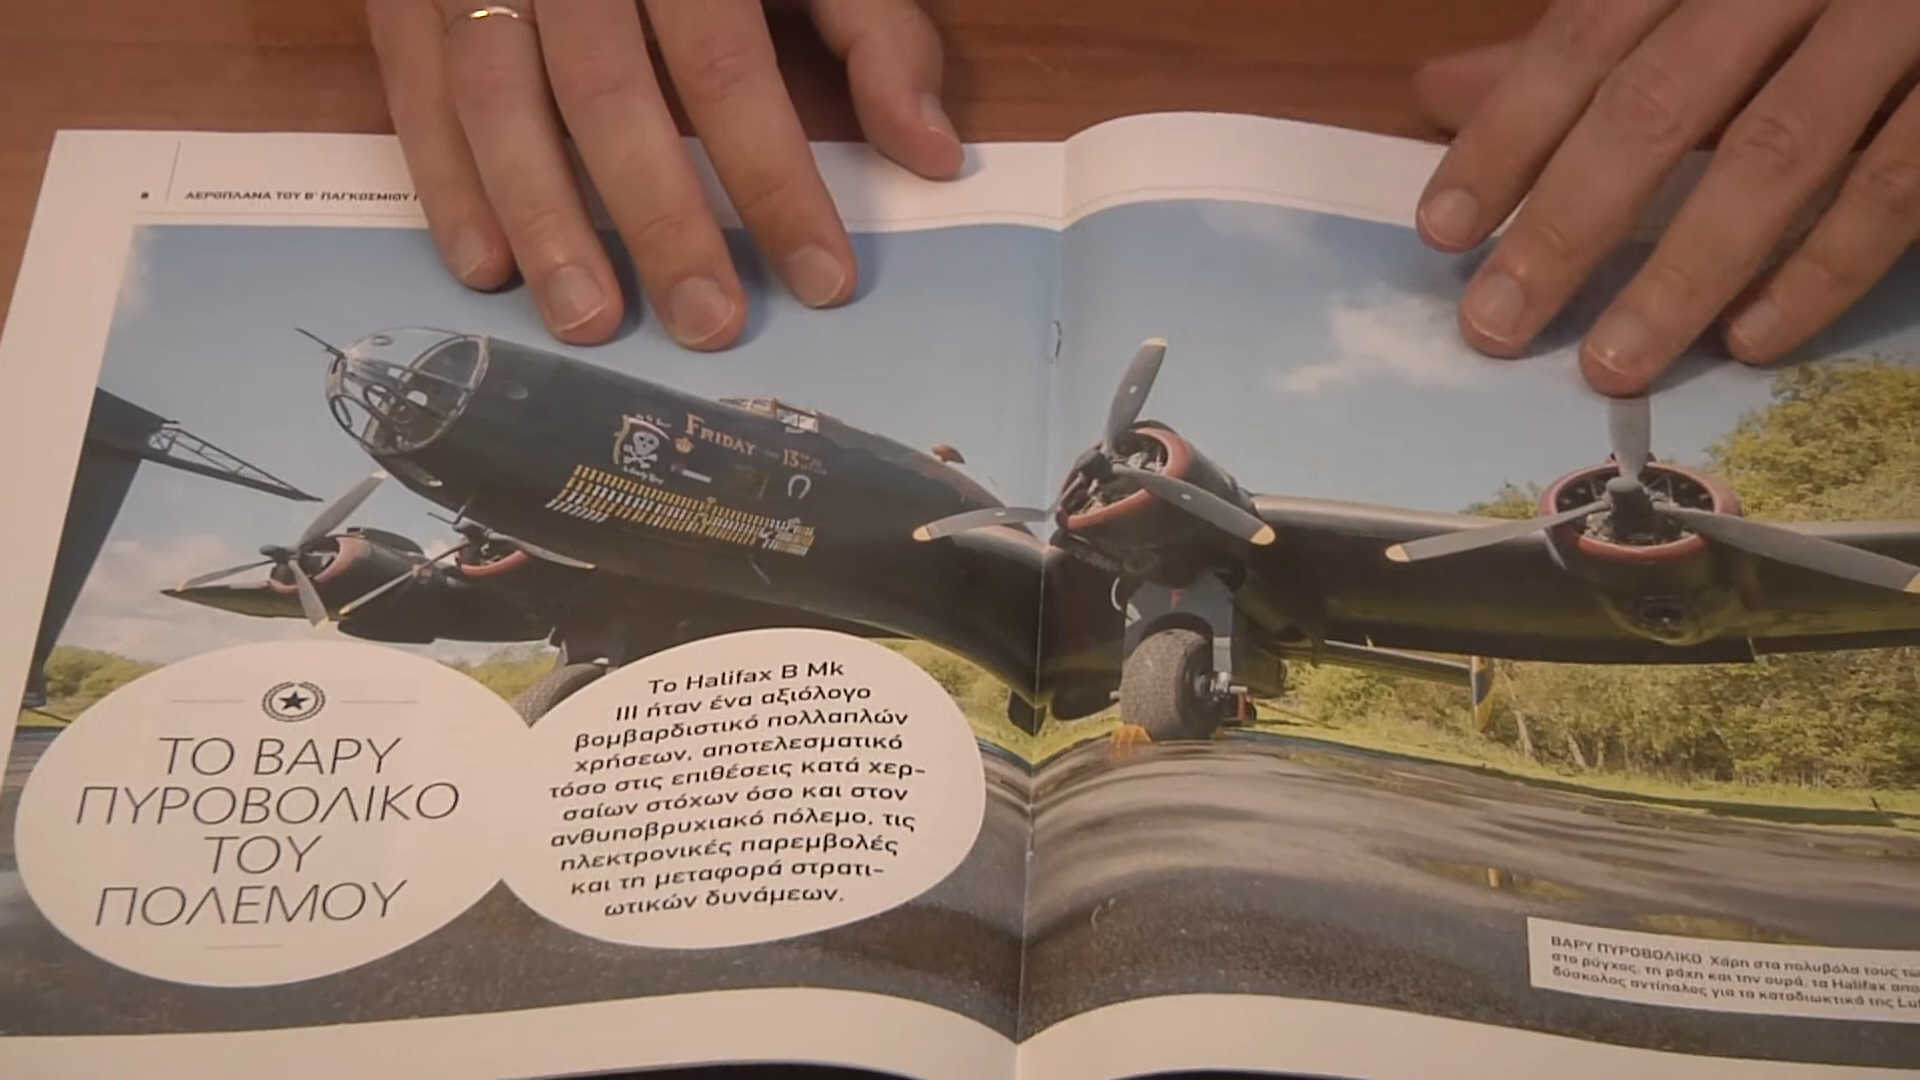 8 ΑΕΡΟΠΛΑΝΑ ΤΟΥ Β' ΠΑΓΚΟΣΜΙΟΥ
FRIDAY THE 13TH
ΤΟ ΒΑΡΥ
ΠΥΡΟΒΟΛΙΚΟ
ΤΟΥ
ΠΟΛΕΜΟΥ
Το Halifax B Mk
III ήταν ένα αξιόλογο
βομβαρδιστικό πολλαπλών
χρήσεων, αποτελεσματικό
τόσο στις επιθέσεις κατά χερ-
σαίων στόχων όσο και στον
ανθυποβρυχιακό πόλεμο, τις
ηλεκτρονικές παρεμβολές
και τη μεταφορά στρατι-
ωτικών δυνάμεων.
ΒΑΡΥ ΠΥΡΟΒΟΛΙΚΟ Χάρη στα πολυβόλα τους
στο ρύγχος, τη ράχη και την ουρά, τα Halifax
δύσκολος αντίπαλος για τα καταδιωκτικά της